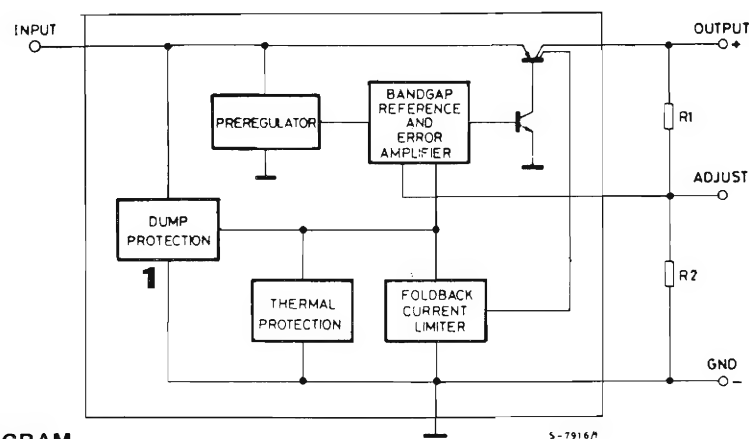 INPUT
OUTPUT
+
PREREGULATOR
BANDGAP
REFERENCE
AND
ERROR
AMPLIFIER
R1
ADJUST
DUMP
PROTECTION
1
THERMAL
PROTECTION
FOLDBACK
CURRENT
LIMITER
R2
GND
-
S-7916/1